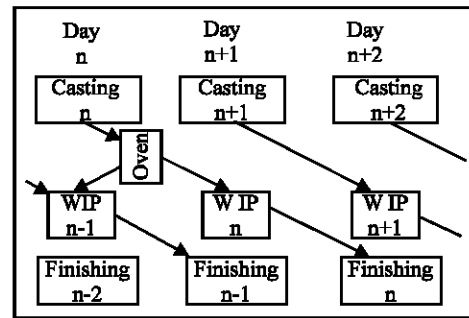 Day
n
Day
n+1
Day
n+2
Casting
n
Casting
n+1
Casting
n+2
Oven
WIP
n-1
W IP
n
W IP
n+1
Finishing
n-2
Finishing
n-1
Finishing
n